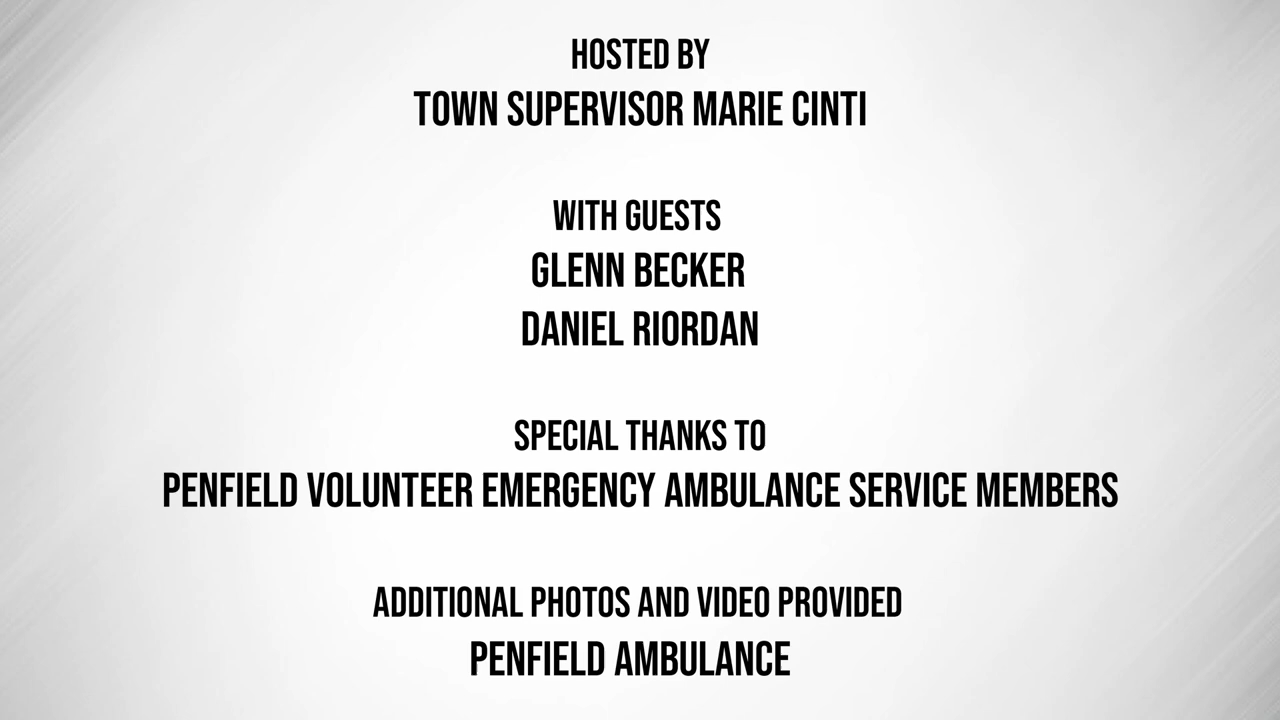 HOSTED BY
TOWN SUPERVISOR MARIE CINTI
WITH GUESTS
GLENN BECKER
DANIEL RIORDAN
SPECIAL THANKS TO
PENFIELD VOLUNTEER EMERGENCY AMBULANCE SERVICE MEMBERS
ADDITIONAL PHOTOS AND VIDEO PROVIDED
PENFIELD AMBULANCE